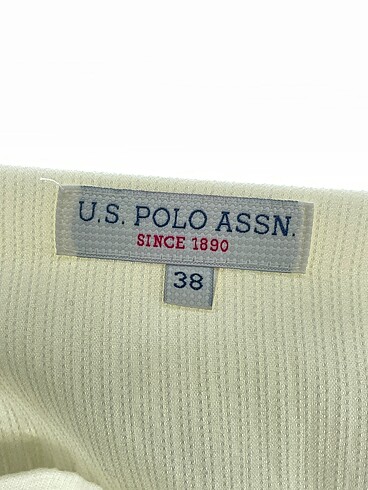 U.S. POLO ASSN.
SINCE 1890
38